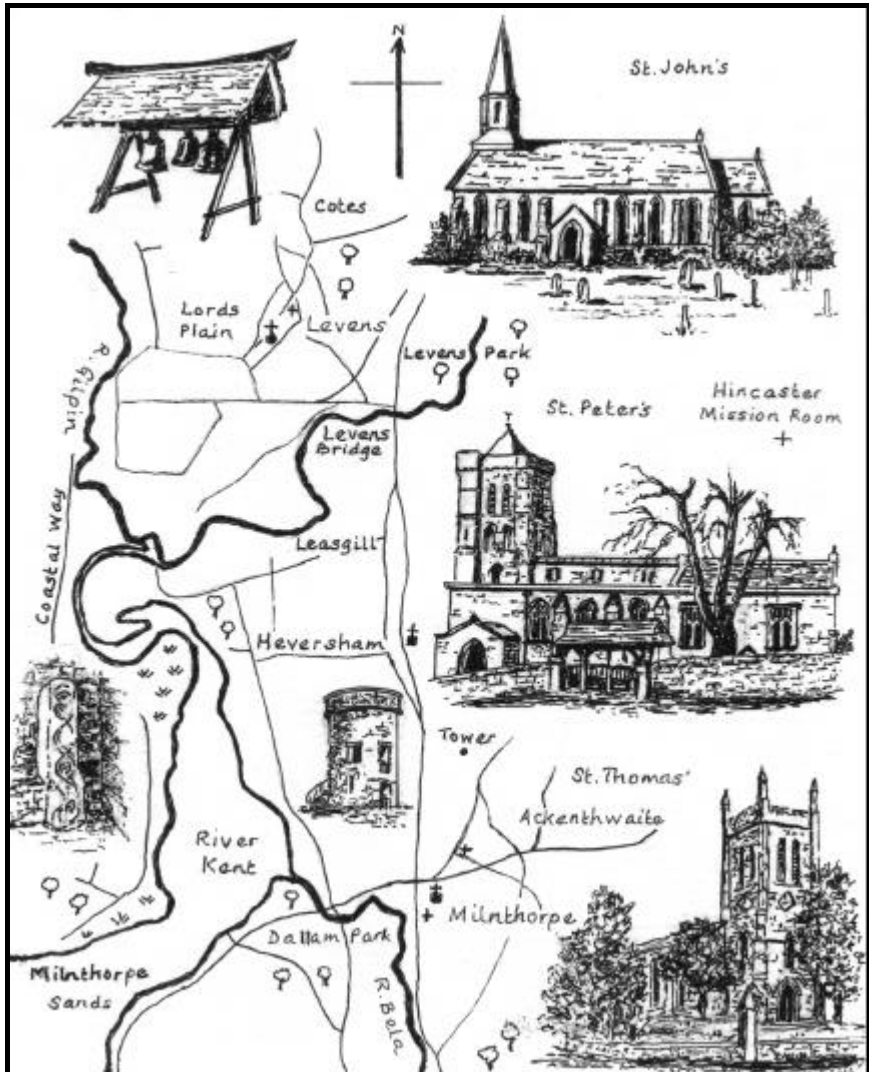 N
St. John's
Cotes
Lords
Plain
Levens
R. Gilpin
Levens Park
Hincaster
Mission Room
St. Peter's
Levens
Bridge
Coastal Way
Leasgill
Heversham
Tower
St. Thomas'
Ackenthwaite
River
Kent
Milnthorpe
Dallam Park
Milnthorpe
Sands
R. Bela